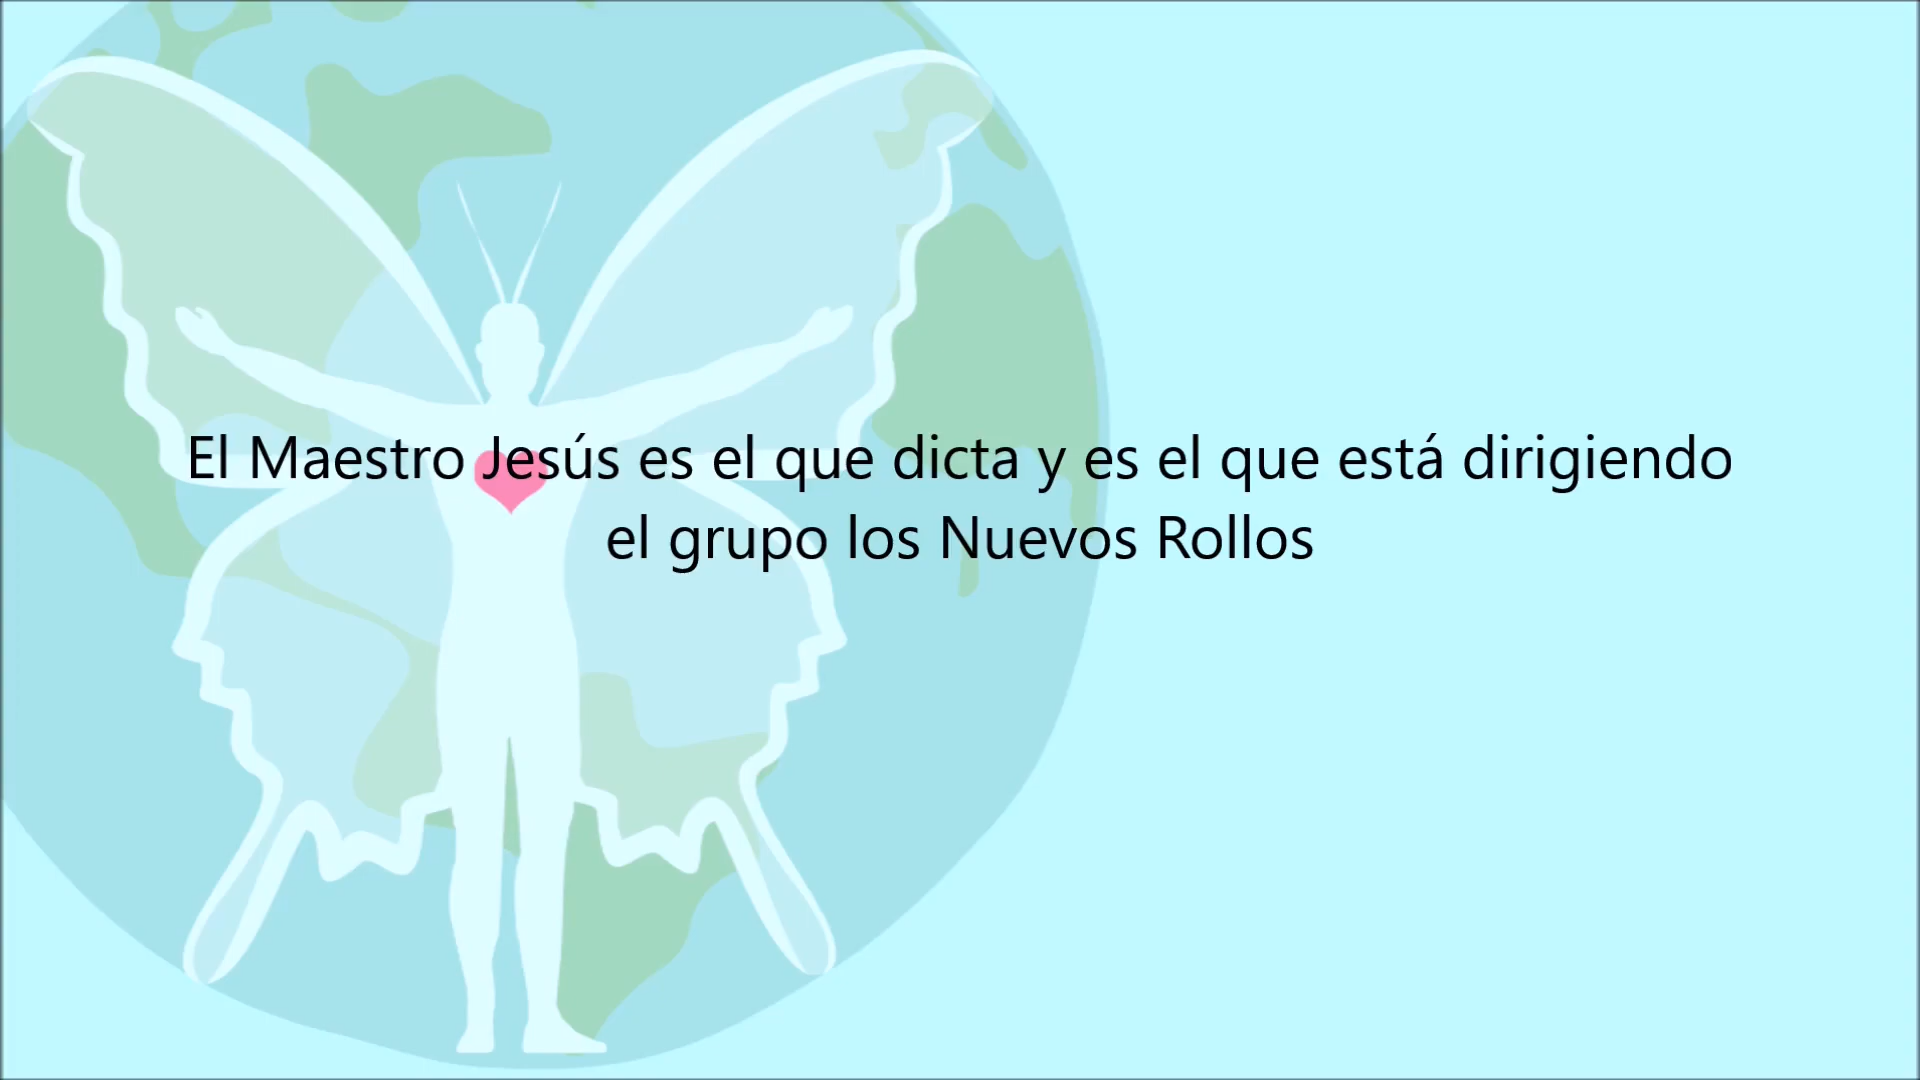 El Maestro Jesús es el que dicta y es el que está dirigiendo
el grupo los Nuevos Rollos